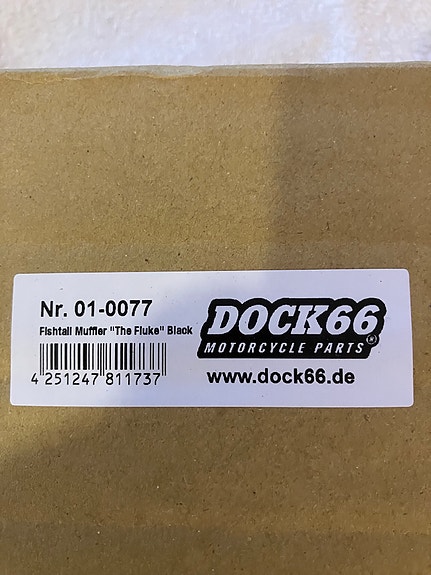 Nr. 01-0077
Fishtail Muffler "The Fluke" Black
4 251247 811737
DOCK66
MOTORCYCLE PARTS ®
www.dock66.de